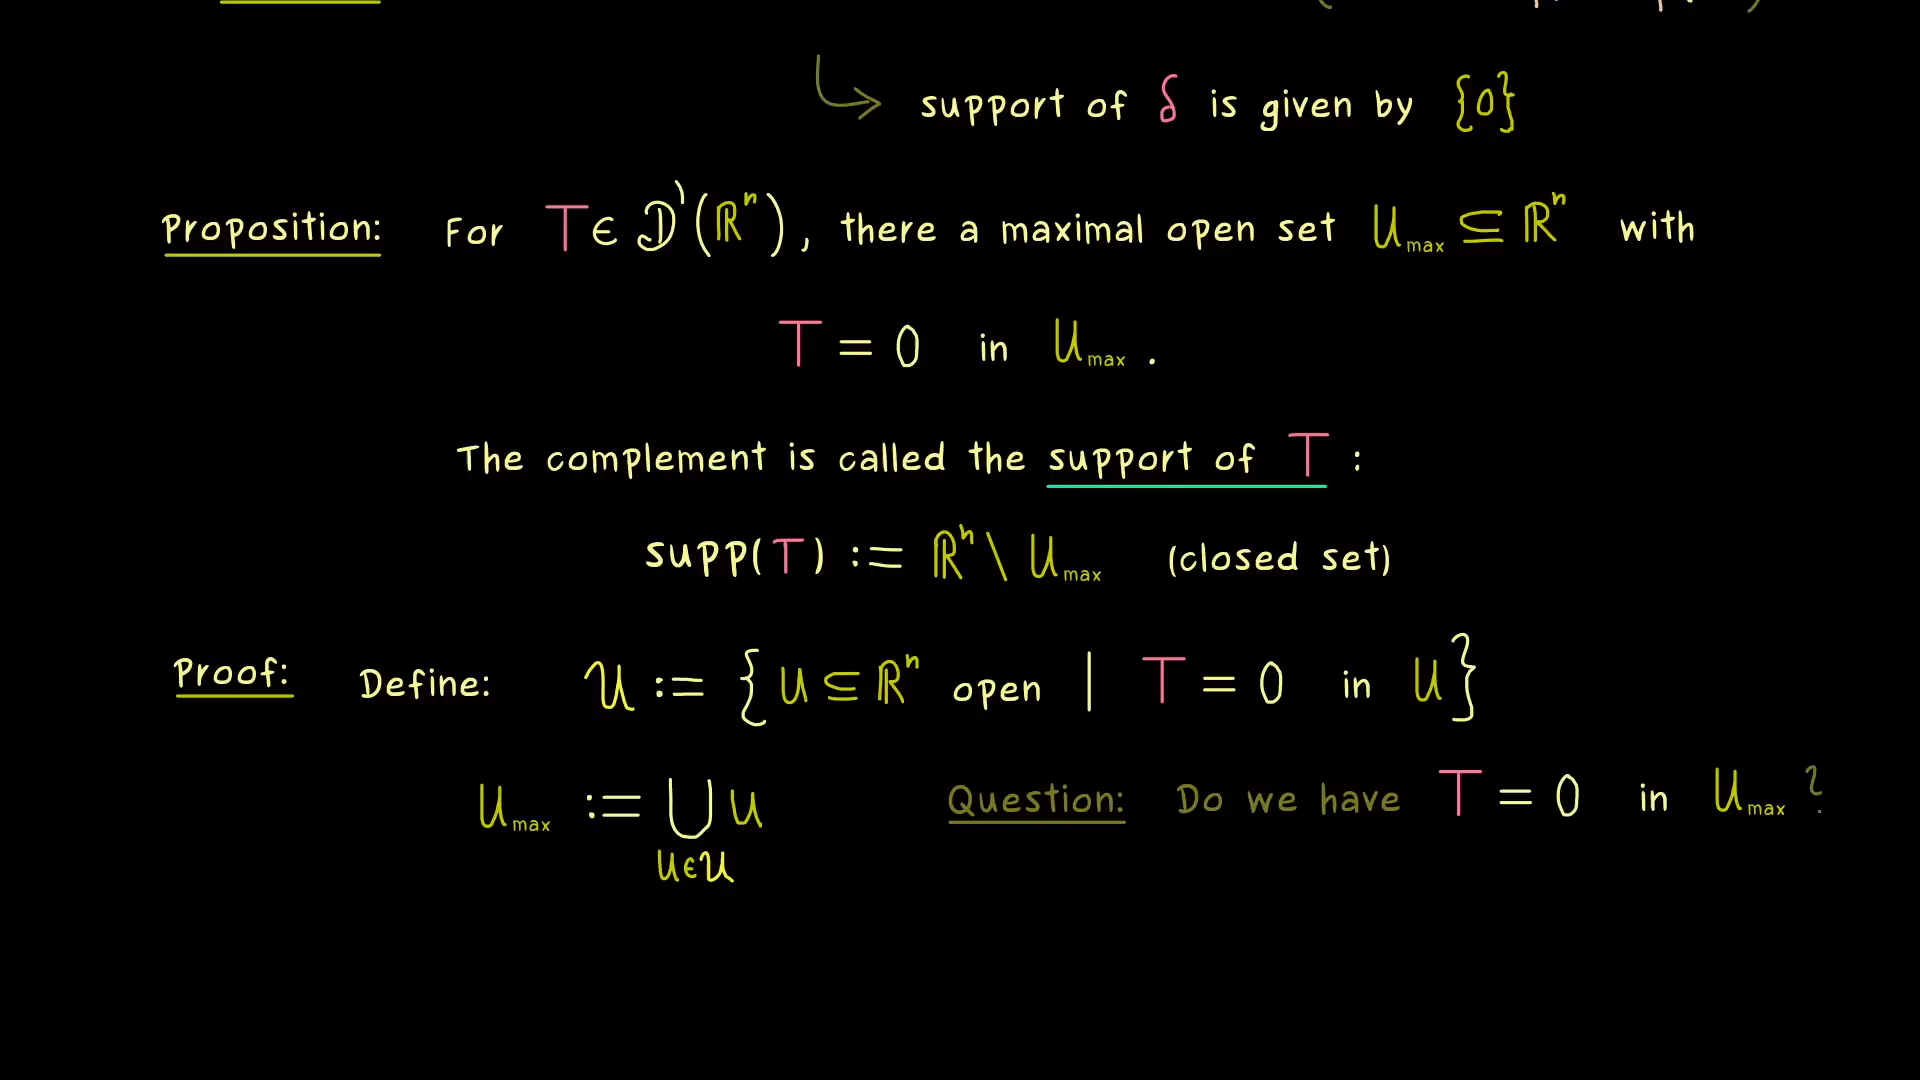 support of δ is given by {0}
Proposition: For T ∈ 𝒟'(ℝⁿ), there a maximal open set U_max ⊆ ℝⁿ with
T = 0 in U_max .
The complement is called the support of T :
supp(T) := ℝⁿ \ U_max (closed set)
Proof: Define: 𝒰 := { U ⊆ ℝⁿ open | T = 0 in U }
U_max := ⋃_{U∈𝒰} U Question: Do we have T = 0 in U_max ?